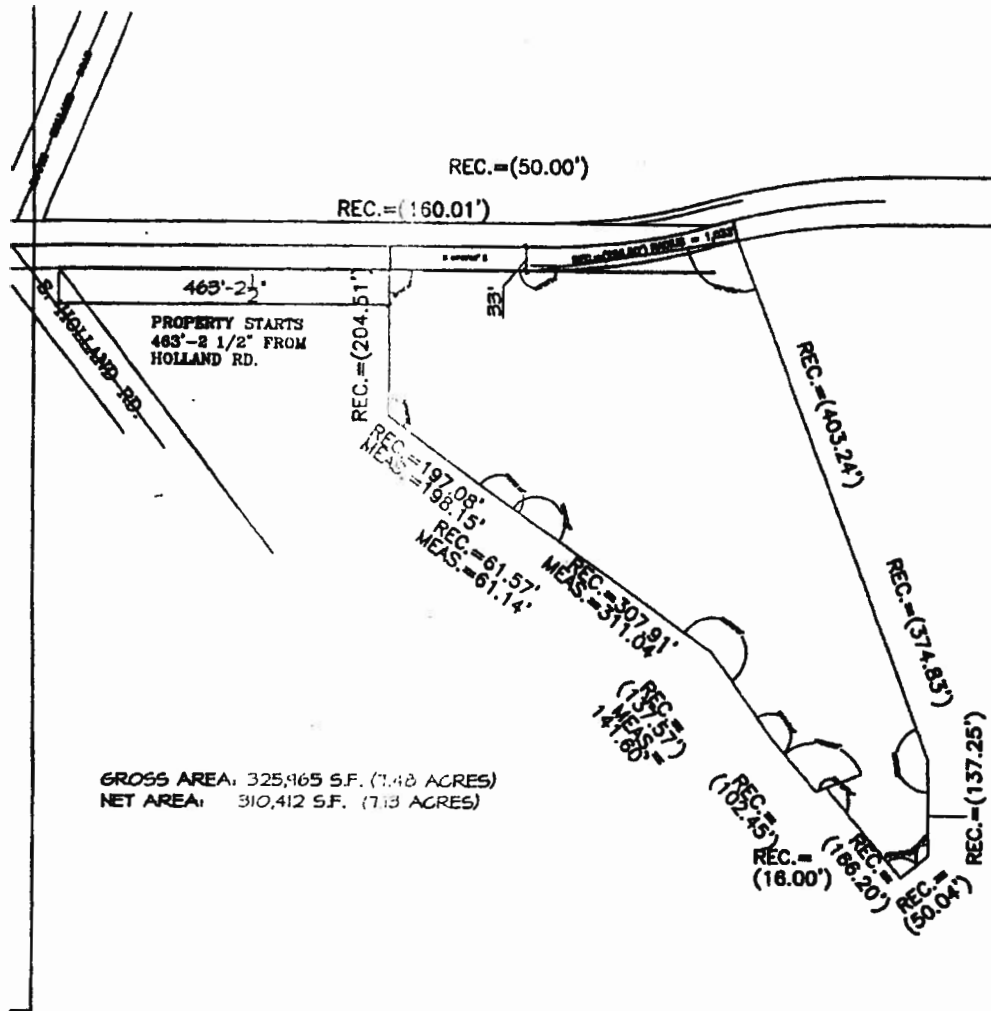 REC.=(50.00')
REC.=(160.01')
463'-2½"
PROPERTY STARTS
463'-2 1/2" FROM
HOLLAND RD.
S. HOLLAND RD.
REC.=(204.51')
33'
REC.=(403.24')
REC.=197.08'
MEAS.=198.15'
REC.=61.57'
MEAS.=61.14'
REC.=307.91'
MEAS.=311.04'
REC.=(374.83')
REC.=
(137.57')
MEAS.=
141.60'=
REC.=(137.25')
GROSS AREA: 325,965 S.F. (7.48 ACRES)
NET AREA: 310,412 S.F. (7.13 ACRES)
REC.=
(102.45')
REC.=
(16.00')
REC.=
(166.20')
REC.=
(50.04')